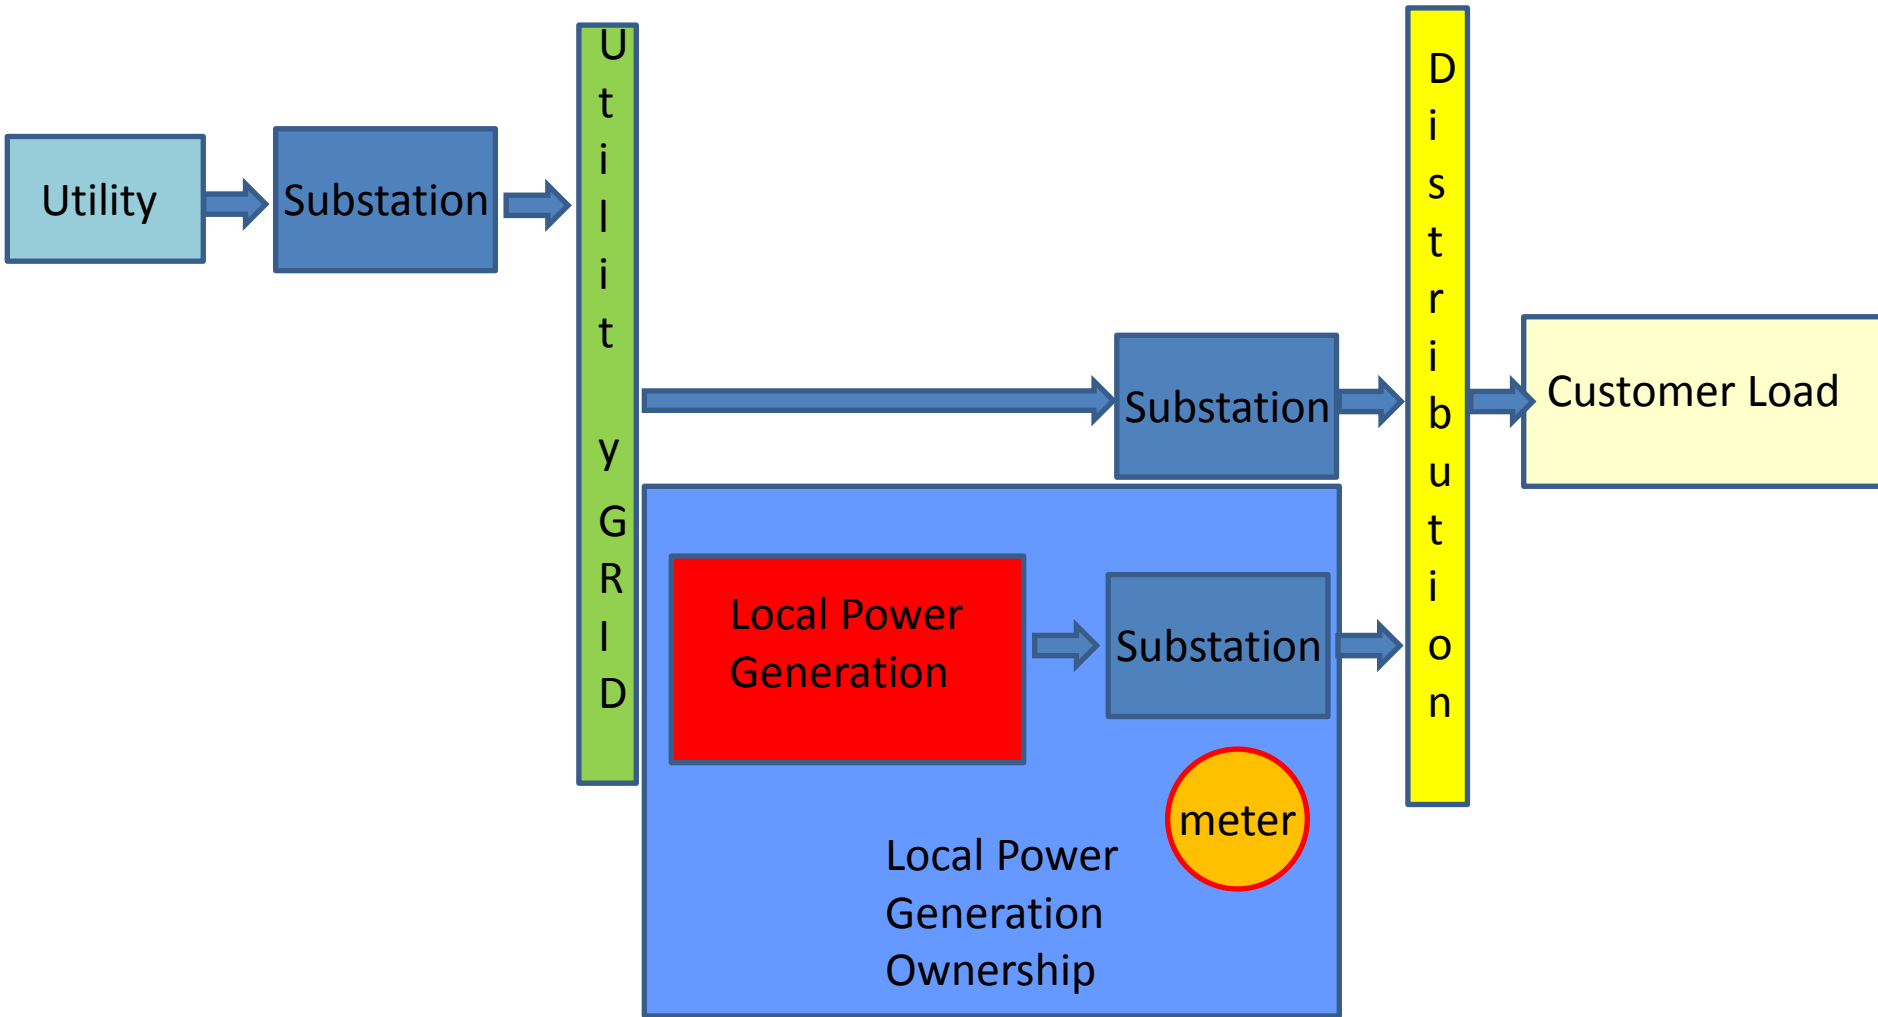 Utility
Substation
Utility GRID
Substation
Distribution
Customer Load
Local Power
Generation
Substation
meter
Local Power
Generation
Ownership